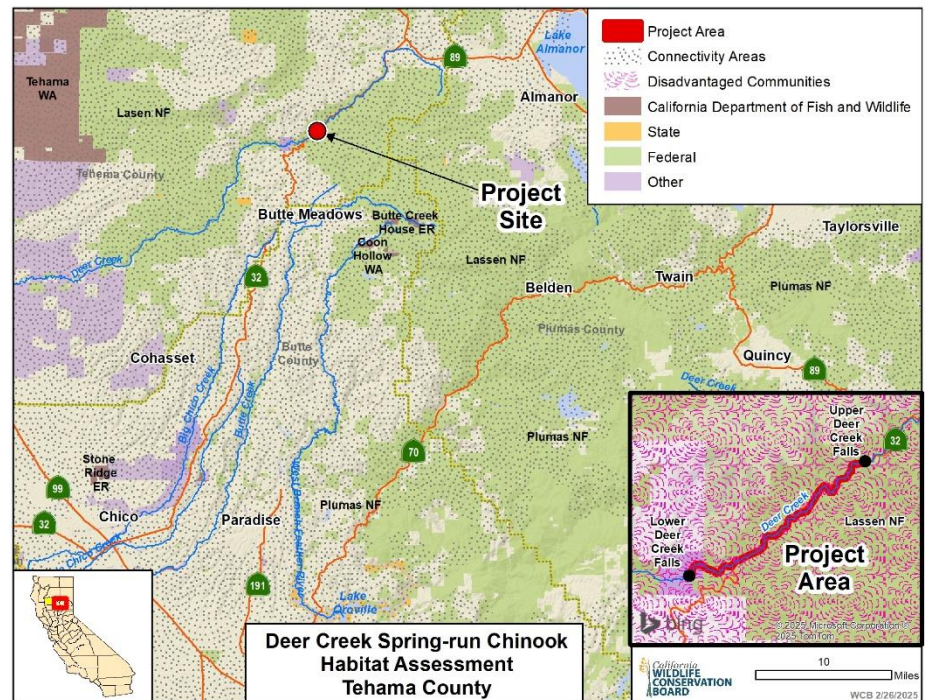 Tehama
WA
Lasen NF
Tehama County
89
Lake
Almanor
Almanor
Project Area
Connectivity Areas
Disadvantaged Communities
California Department of Fish and Wildlife
State
Federal
Other
Project
Site
Butte Meadows
Butte Creek
House ER
Coon
Hollow
WA
Lassen NF
Deer Creek
32
Taylorsville
Twain
Belden
Plumas NF
Plumas County
Butte
County
Cohasset
Quincy
89
Deer Creek
Big Chico Creek
Butte Creek
Plumas NF
70
Stone
Ridge
ER
99
32
Chico
Paradise
Plumas NF
West Branch Feather River
Chico Creek
191
Lake
Oroville
Upper
Deer
Creek
Falls
32
Deer Creek
Lassen NF
Lower
Deer
Creek
Falls
Project
Area
bing
© 2025 Microsoft Corporation ©
2025 TomTom
Deer Creek Spring-run Chinook
Habitat Assessment
Tehama County
California
WILDLIFE
CONSERVATION
BOARD
10
Miles
WCB 2/26/2025